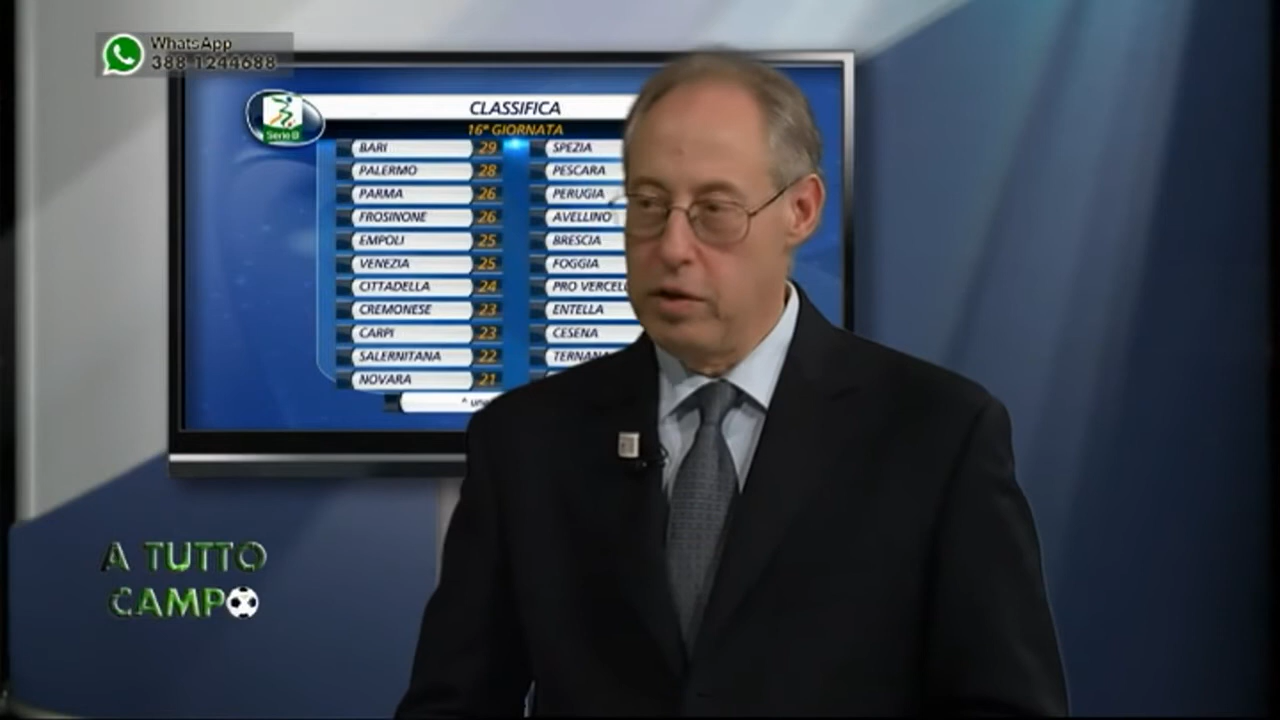 WhatsApp
388 1244688
Serie B
CLASSIFICA
16ª GIORNATA
BARI 29
PALERMO 28
PARMA 26
FROSINONE 26
EMPOLI 25
VENEZIA 25
CITTADELLA 24
CREMONESE 23
CARPI 23
SALERNITANA 22
NOVARA 21
SPEZIA
PESCARA
PERUGIA
AVELLINO
BRESCIA
FOGGIA
PRO VERCEL
ENTELLA
CESENA
TERNANA
A TUTTO
CAMPO